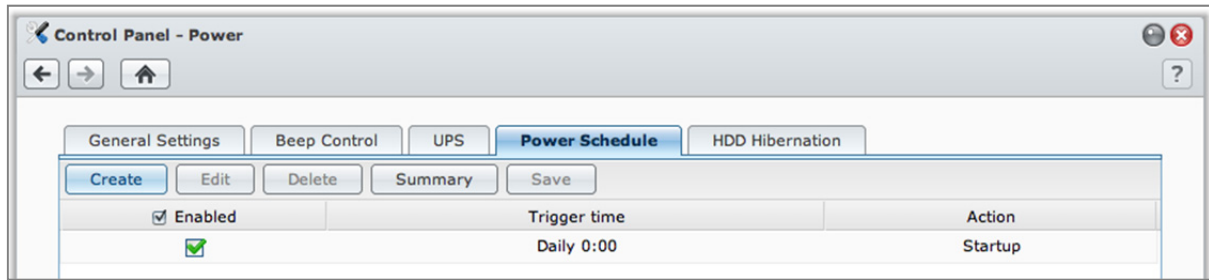 Control Panel - Power
?
General Settings Beep Control UPS Power Schedule HDD Hibernation
Create Edit Delete Summary Save
Enabled Trigger time Action
Daily 0:00 Startup